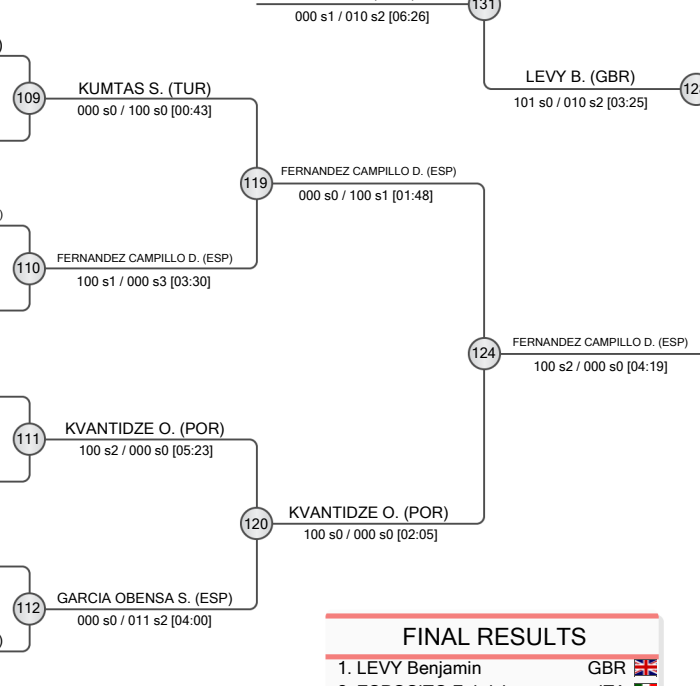 131
000 s1 / 010 s2 [06:26]
LEVY B. (GBR)
101 s0 / 010 s2 [03:25]
109
KUMTAS S. (TUR)
000 s0 / 100 s0 [00:43]
119
FERNANDEZ CAMPILLO D. (ESP)
000 s0 / 100 s1 [01:48]
110
FERNANDEZ CAMPILLO D. (ESP)
100 s1 / 000 s3 [03:30]
124
FERNANDEZ CAMPILLO D. (ESP)
100 s2 / 000 s0 [04:19]
111
KVANTIDZE O. (POR)
100 s2 / 000 s0 [05:23]
120
KVANTIDZE O. (POR)
100 s0 / 000 s0 [02:05]
112
GARCIA OBENSA S. (ESP)
000 s0 / 011 s2 [04:00]
FINAL RESULTS
1. LEVY Benjamin GBR